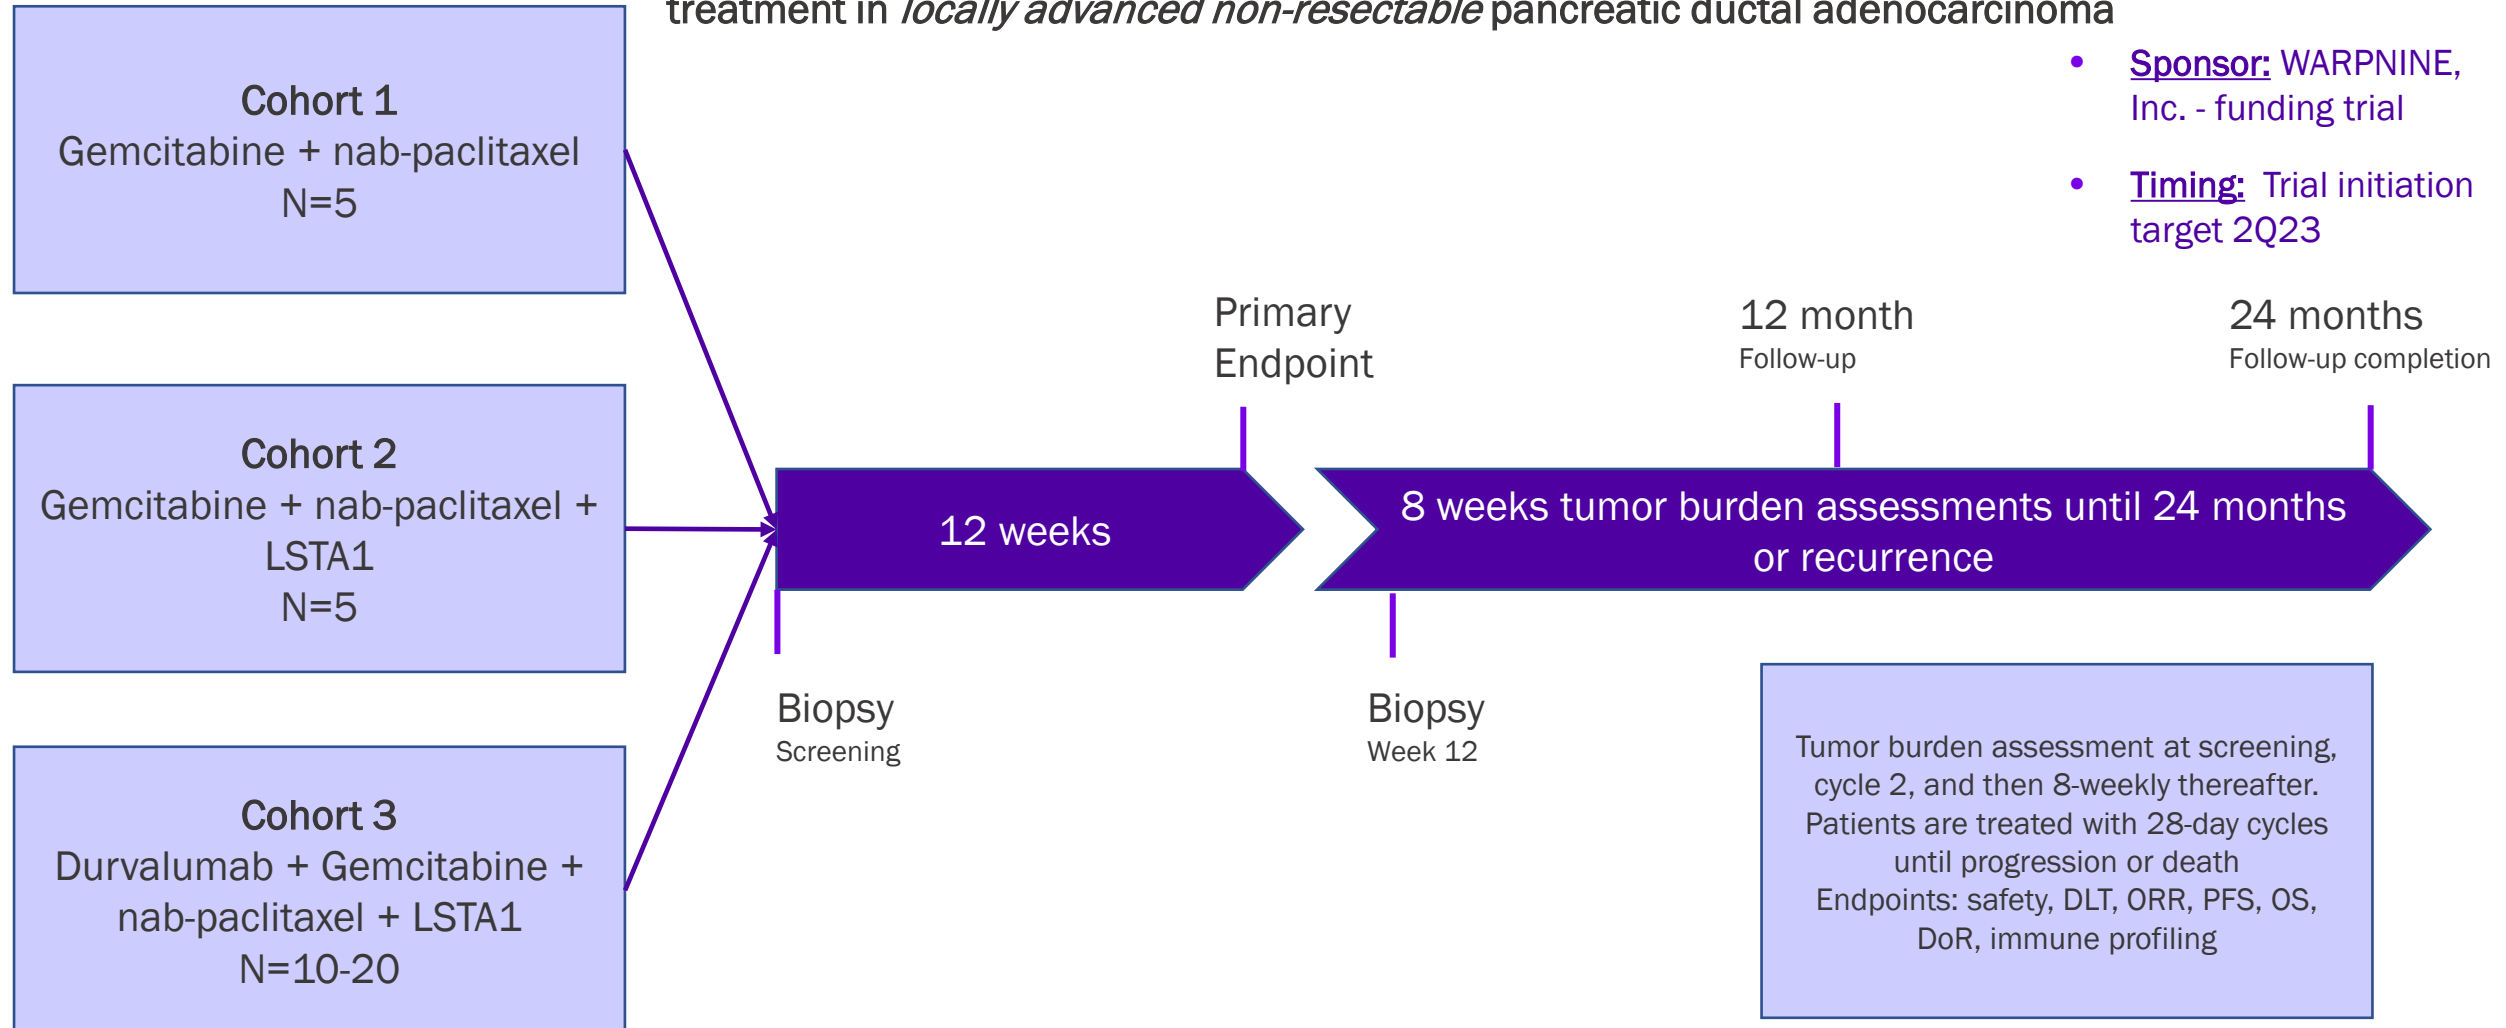 treatment in locally advanced non-resectable pancreatic ductal adenocarcinoma
Sponsor: WARPNINE,
Inc. - funding trial
Timing: Trial initiation
target 2Q23
Cohort 1
Gemcitabine + nab-paclitaxel
N=5
Cohort 2
Gemcitabine + nab-paclitaxel +
LSTA1
N=5
Cohort 3
Durvalumab + Gemcitabine +
nab-paclitaxel + LSTA1
N=10-20
Primary
Endpoint
12 month
Follow-up
24 months
Follow-up completion
12 weeks
8 weeks tumor burden assessments until 24 months
or recurrence
Biopsy
Screening
Biopsy
Week 12
Tumor burden assessment at screening,
cycle 2, and then 8-weekly thereafter.
Patients are treated with 28-day cycles
until progression or death
Endpoints: safety, DLT, ORR, PFS, OS,
DoR, immune profiling